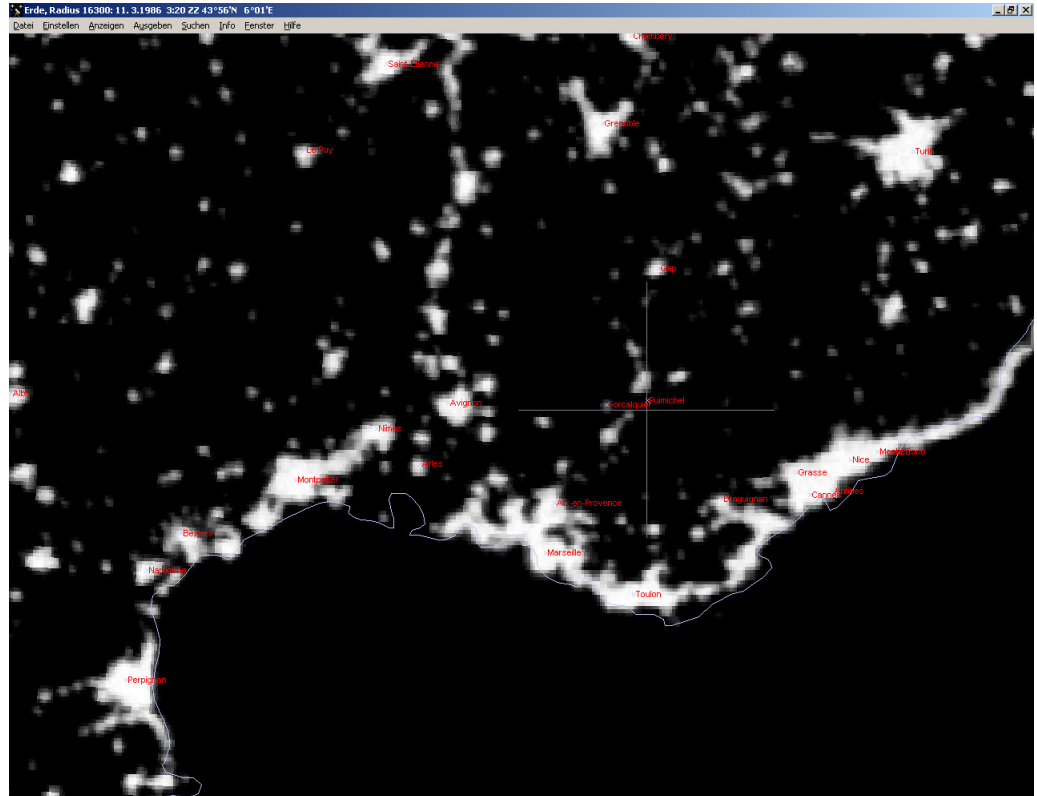 Erde, Radius 16300: 11. 3.1986 3:20 ZZ 43°56'N 6°01'E
Datei Einstellen Anzeigen Ausgeben Suchen Info Fenster Hilfe
Chambery
Saint-Etienne
Grenoble
Le Puy
Turin
Gap
Albi
Avignon
Forcalquier
Puimichel
Nimes
Arles
Montpellier
Grasse
Nice
Cannes
Antibes
Draguignan
Aix-en-Provence
Beziers
Marseille
Narbonne
Toulon
Perpignan